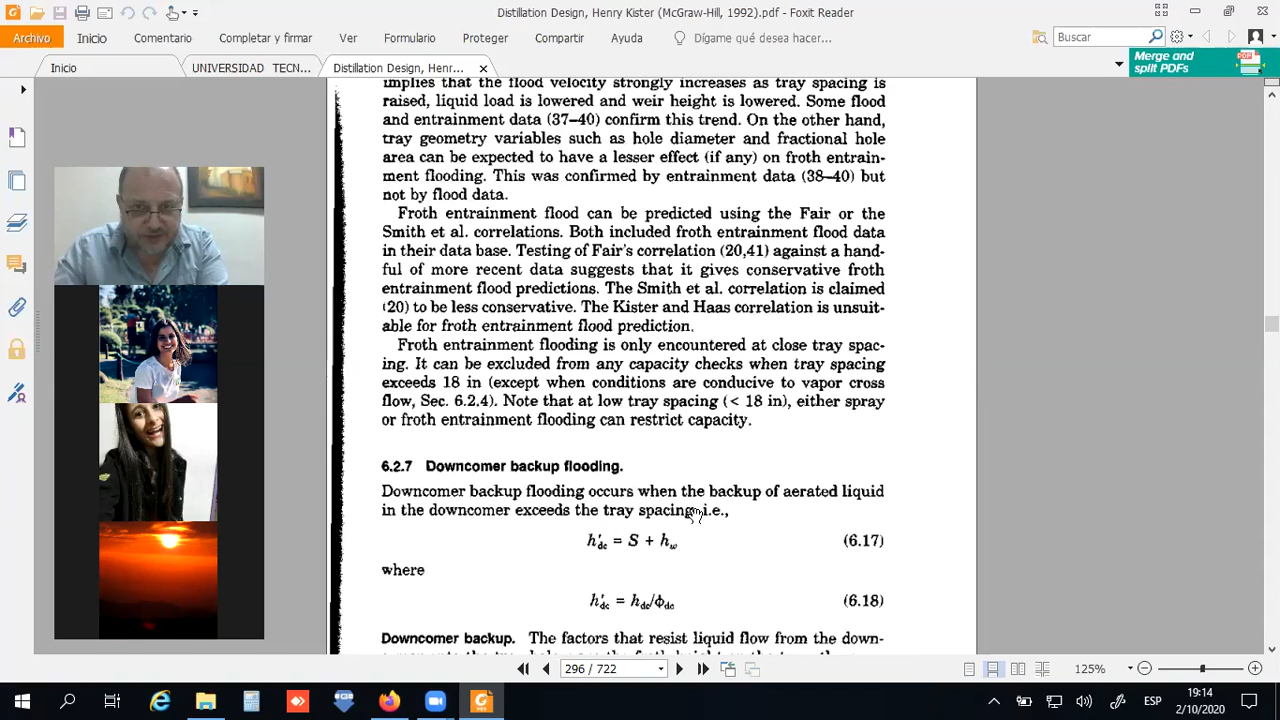 Distillation Design, Henry Kister (McGraw-Hill, 1992).pdf - Foxit Reader
Archivo Inicio Comentario Completar y firmar Ver Formulario Proteger Compartir Ayuda Dígame qué desea hacer... Buscar
Inicio UNIVERSIDAD TECN... Distillation Design, Henr...
Merge and
split PDFs
implies that the flood velocity strongly increases as tray spacing is
raised, liquid load is lowered and weir height is lowered. Some flood
and entrainment data (37–40) confirm this trend. On the other hand,
tray geometry variables such as hole diameter and fractional hole
area can be expected to have a lesser effect (if any) on froth entrain-
ment flooding. This was confirmed by entrainment data (38–40) but
not by flood data.
Froth entrainment flood can be predicted using the Fair or the
Smith et al. correlations. Both included froth entrainment flood data
in their data base. Testing of Fair's correlation (20,41) against a hand-
ful of more recent data suggests that it gives conservative froth
entrainment flood predictions. The Smith et al. correlation is claimed
(20) to be less conservative. The Kister and Haas correlation is unsuit-
able for froth entrainment flood prediction.
Froth entrainment flooding is only encountered at close tray spac-
ing. It can be excluded from any capacity checks when tray spacing
exceeds 18 in (except when conditions are conducive to vapor cross
flow, Sec. 6.2.4). Note that at low tray spacing (< 18 in), either spray
or froth entrainment flooding can restrict capacity.
6.2.7 Downcomer backup flooding.
Downcomer backup flooding occurs when the backup of aerated liquid
in the downcomer exceeds the tray spacing, i.e.,
h′dc = S + hw (6.17)
where
h′dc = hdc/ϕdc (6.18)
Downcomer backup. The factors that resist liquid flow from the down-
296 / 722
125%
ESP
19:14
2/10/2020